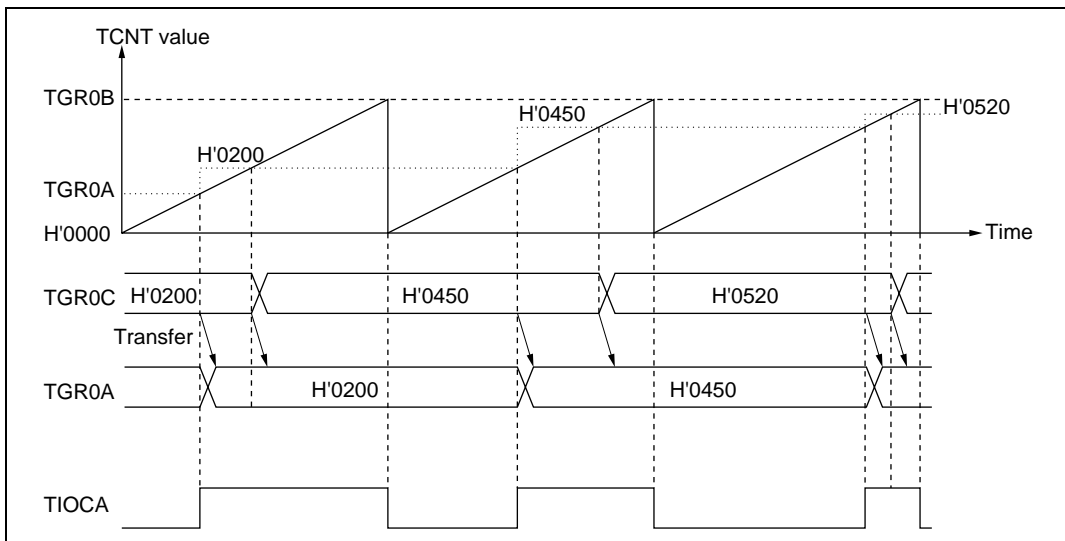 TCNT value
TGR0B
H'0520
H'0450
H'0200
TGR0A
H'0000
Time
TGR0C
H'0200
H'0450
H'0520
Transfer
TGR0A
H'0200
H'0450
TIOCA